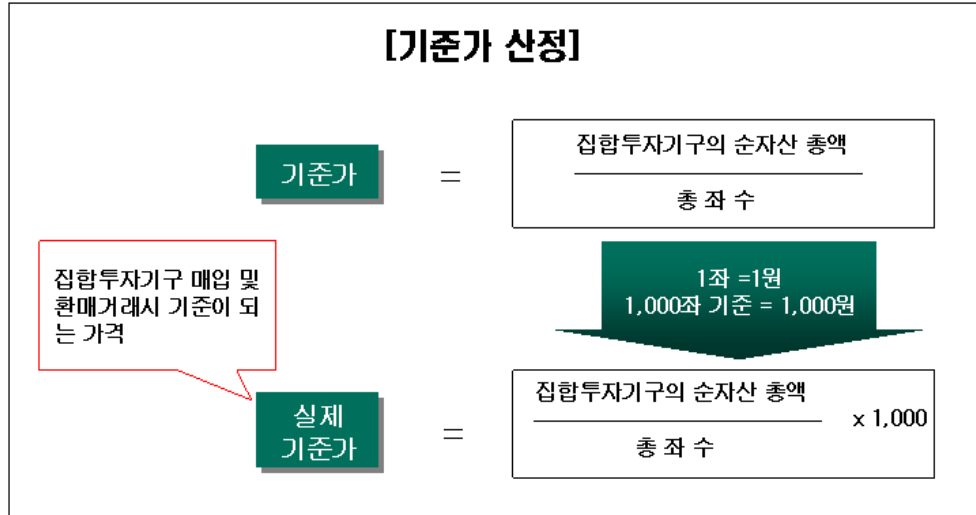 [기준가 산정]
기준가
=
집합투자기구의 순자산 총액
총 좌 수
집합투자기구 매입 및
환매거래시 기준이 되
는 가격
1좌 =1원
1,000좌 기준 = 1,000원
실제
기준가
=
집합투자기구의 순자산 총액
총 좌 수
x 1,000